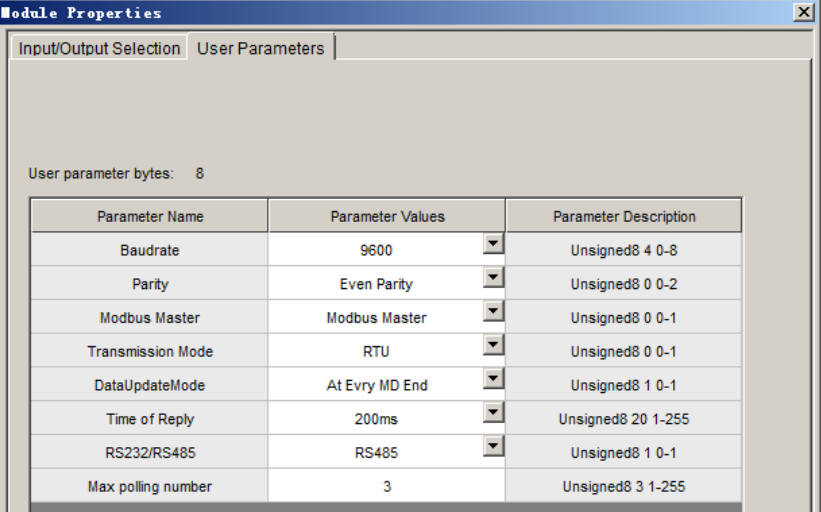 Module Properties
Input/Output Selection User Parameters
User parameter bytes: 8
Parameter Name Parameter Values Parameter Description
Baudrate 9600 Unsigned8 4 0-8
Parity Even Parity Unsigned8 0 0-2
Modbus Master Modbus Master Unsigned8 0 0-1
Transmission Mode RTU Unsigned8 0 0-1
DataUpdateMode At Evry MD End Unsigned8 1 0-1
Time of Reply 200ms Unsigned8 20 1-255
RS232/RS485 RS485 Unsigned8 1 0-1
Max polling number 3 Unsigned8 3 1-255